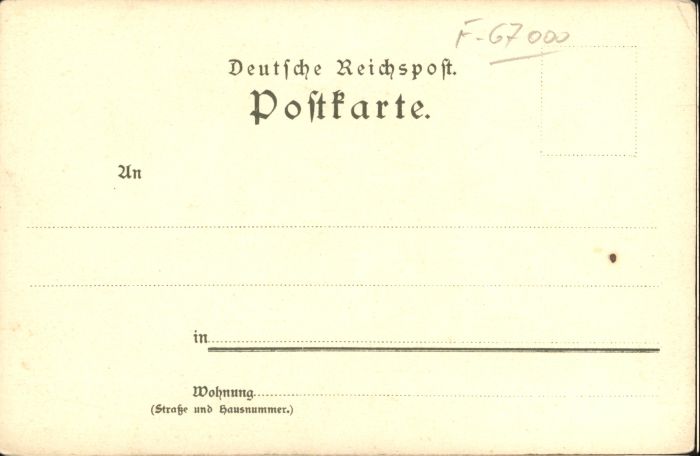 F-67000
Deutsche Reichspost.
Postkarte.
An
in
Wohnung
(Straße und Hausnummer.)